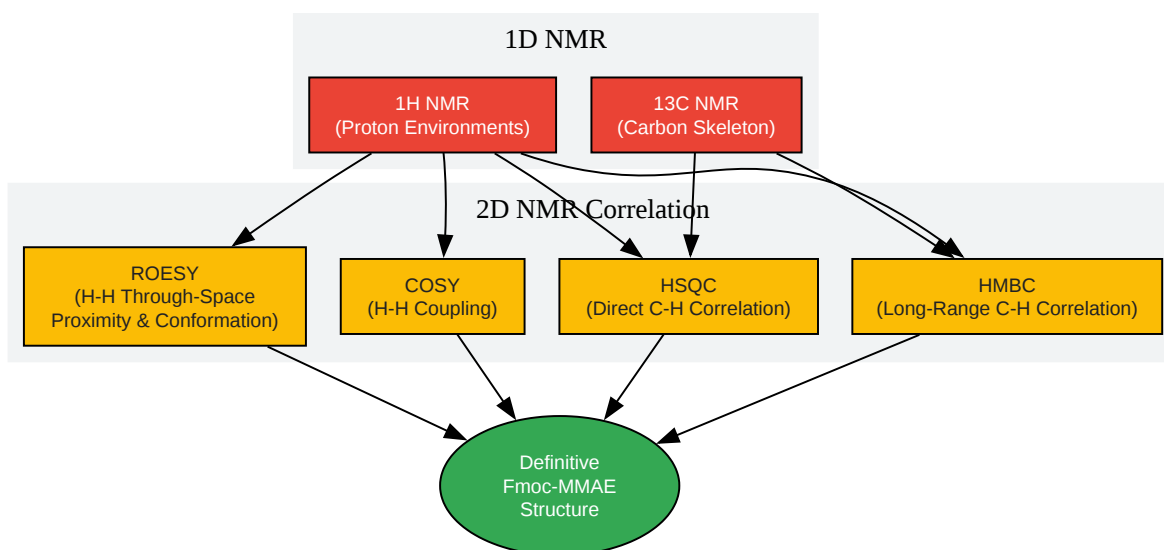 1D NMR
1H NMR
(Proton Environments)
13C NMR
(Carbon Skeleton)
2D NMR Correlation
ROESY
(H-H Through-Space
Proximity & Conformation)
COSY
(H-H Coupling)
HSQC
(Direct C-H Correlation)
HMBC
(Long-Range C-H Correlation)
Definitive
Fmoc-MMAE
Structure